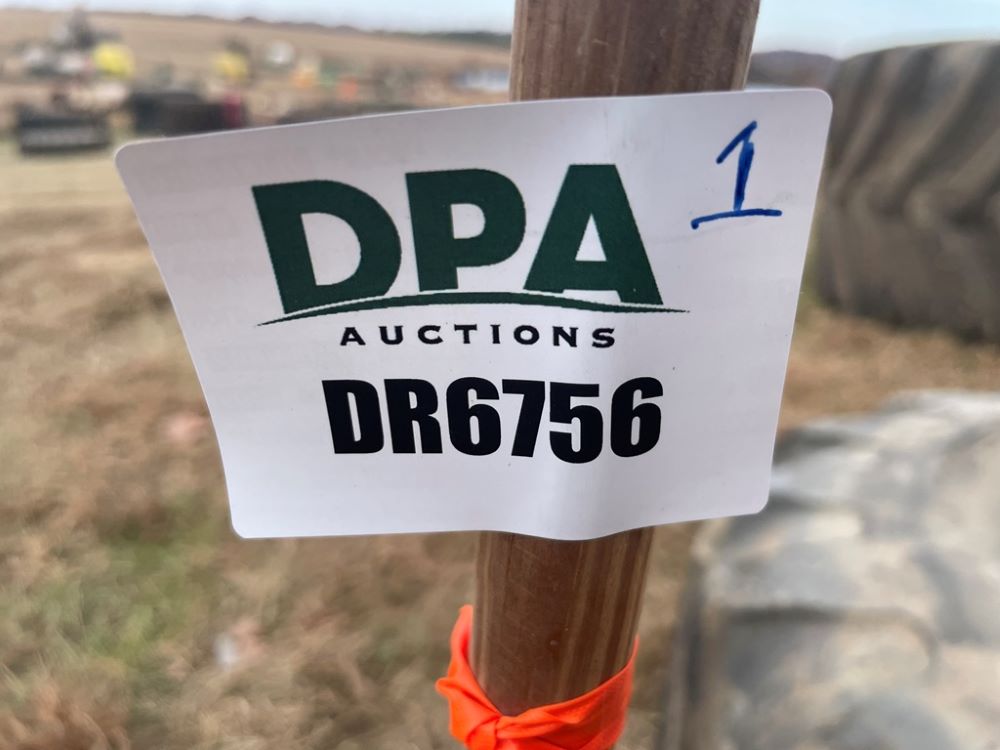 1
DPA
AUCTIONS
DR6756